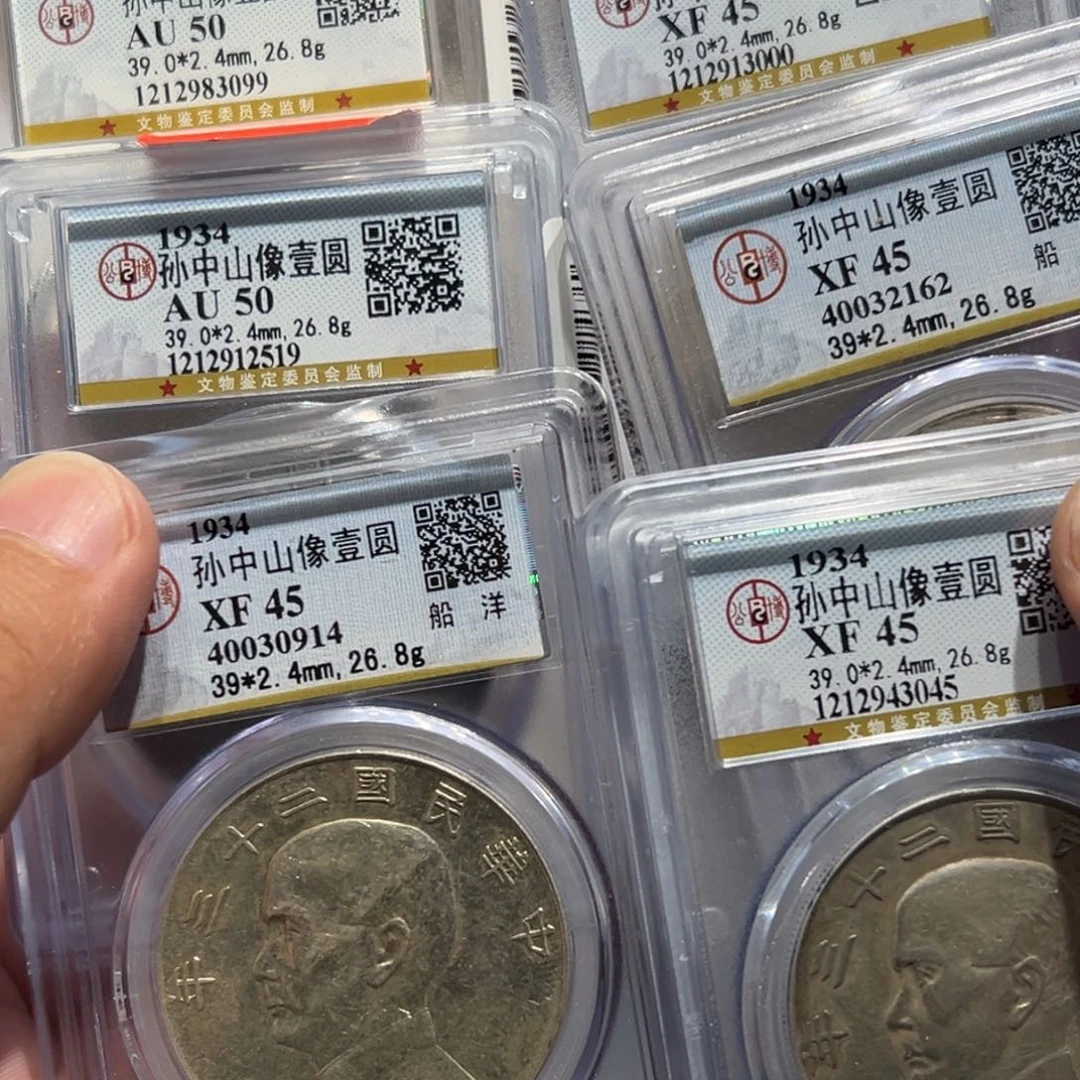 AU 50
39.0*2.4mm,26.8g
1212983099
文物鉴定委员会监制
XF 45
39.0*2.4mm,26.8g
1212913000
文物鉴定委员会监制
1934
孙中山像壹圆
AU 50
39.0*2.4mm,26.8g
1212912519
文物鉴定委员会监制
1934
孙中山像壹圆
XF 45
40032162
船
39*2.4mm,26.8g
1934
孙中山像壹圆
XF 45
船洋
40030914
39*2.4mm,26.8g
1934
孙中山像壹圆
XF 45
39.0*2.4mm,26.8g
1212943045
文物鉴定委员会监制
年三十二國民華中
年三十二國民